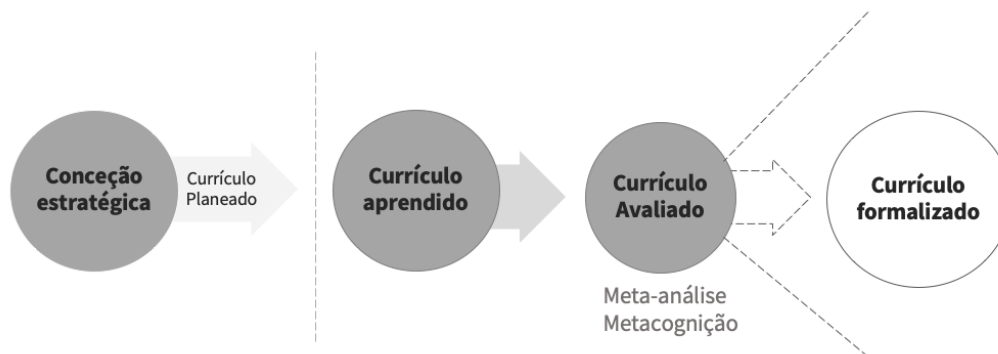 Conceção
estratégica
Currículo
Planeado
Currículo
aprendido
Currículo
Avaliado
Meta-análise
Metacognição
Currículo
formalizado